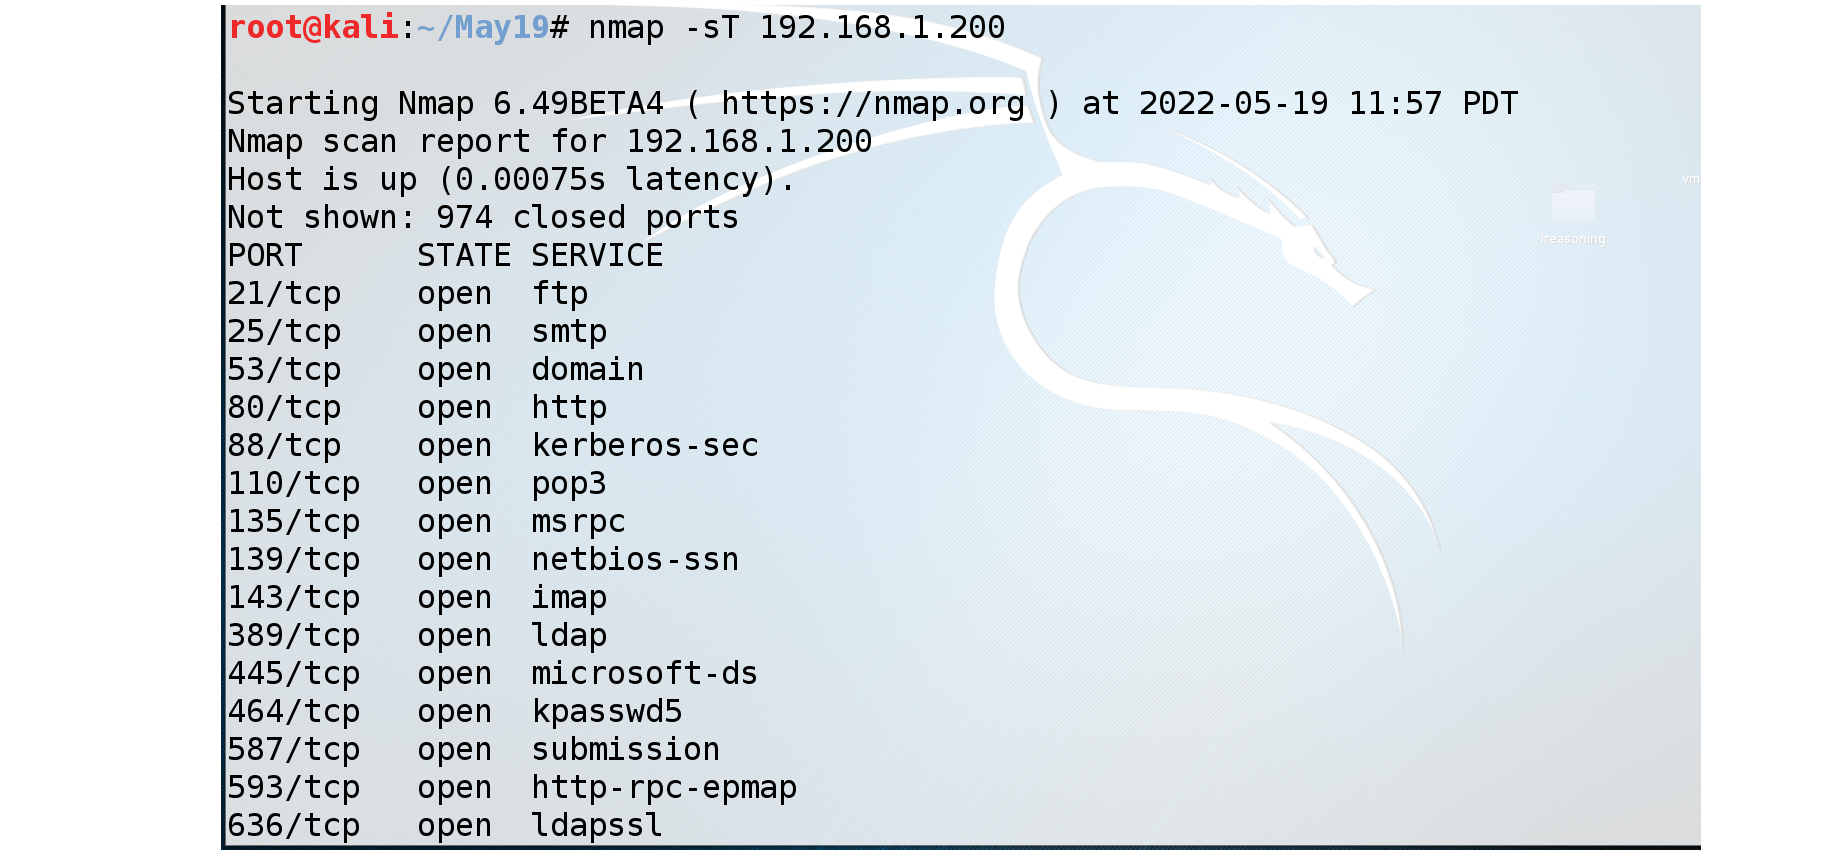 root@kali:~/May19# nmap -sT 192.168.1.200
Starting Nmap 6.49BETA4 ( https://nmap.org ) at 2022-05-19 11:57 PDT
Nmap scan report for 192.168.1.200
Host is up (0.00075s latency).
Not shown: 974 closed ports
PORT      STATE SERVICE
21/tcp    open  ftp
25/tcp    open  smtp
53/tcp    open  domain
80/tcp    open  http
88/tcp    open  kerberos-sec
110/tcp   open  pop3
135/tcp   open  msrpc
139/tcp   open  netbios-ssn
143/tcp   open  imap
389/tcp   open  ldap
445/tcp   open  microsoft-ds
464/tcp   open  kpasswd5
587/tcp   open  submission
593/tcp   open  http-rpc-epmap
636/tcp   open  ldapssl
vm
ireasoning